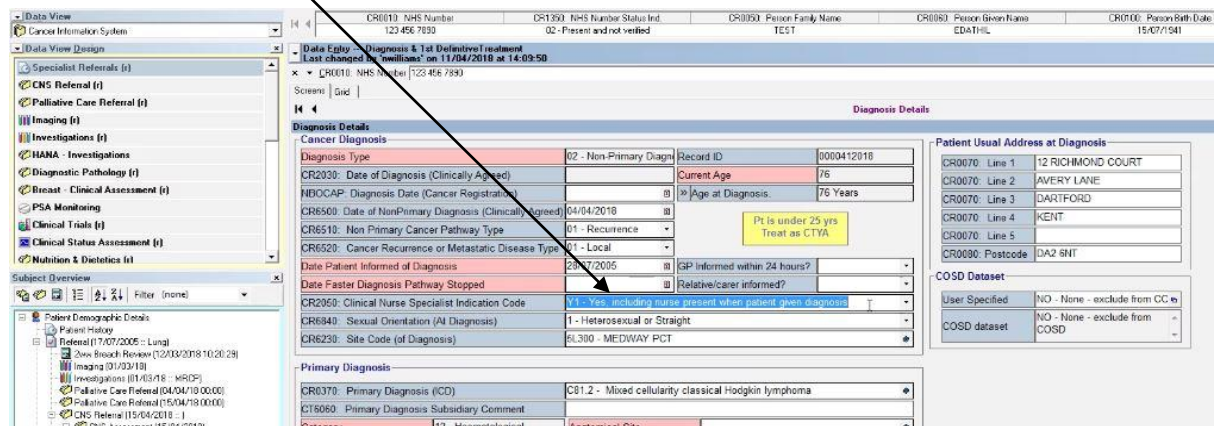 Data View
Cancer Information System
CR0010: NHS Number
CR1350: NHS Number Status Ind.
CR0050: Person Family Name
CR0060: Person Given Name
CR0100: Person Birth Date
123 456 7890
02 - Present and not verified
TEST
EDATHIL
15/07/1941
Data View Design
Specialist Referrals (r)
CNS Referral (r)
Palliative Care Referral (r)
Imaging (r)
Investigations (r)
HANA - Investigations
Diagnostic Pathology (r)
Breast - Clinical Assessment (r)
PSA Monitoring
Clinical Trials (r)
Clinical Status Assessment (r)
Nutrition & Dietetics (r)
Subject Overview
Filter (none)
Patient Demographic Details
Patient History
Referral (17/07/2005 :: Lung)
2ww Breach Review (12/03/2018 10:20:29)
Imaging (01/03/18)
Investigations (01/03/18 :: MRCP)
Palliative Care Referral (04/04/18 00:00)
Palliative Care Referral (15/04/18 00:00)
CNS Referral (15/04/2018 :: )
Data Entry -- Diagnosis & 1st Definitive Treatment
Last changed by 'nwilliams' on 11/04/2018 at 14:09:50
CR0010: NHS Number 123 456 7890
Screens Grid
Diagnosis Details
Diagnosis Details
Cancer Diagnosis
Diagnosis Type 02 - Non-Primary Diagn Record ID 0000412018
CR2030: Date of Diagnosis (Clinically Agreed) Current Age 76
NBOCAP: Diagnosis Date (Cancer Registration) » Age at Diagnosis. 76 Years
CR6500: Date of NonPrimary Diagnosis (Clinically Agreed) 04/04/2018
CR6510: Non Primary Cancer Pathway Type 01 - Recurrence
Pt is under 25 yrs
Treat as CTYA
CR6520: Cancer Recurrence or Metastatic Disease Type 01 - Local
Date Patient Informed of Diagnosis 28/07/2005 GP Informed within 24 hours?
Date Faster Diagnosis Pathway Stopped Relative/carer informed?
CR2050: Clinical Nurse Specialist Indication Code Y1 - Yes, including nurse present when patient given diagnosis
CR6840: Sexual Orientation (At Diagnosis) 1 - Heterosexual or Straight
CR6230: Site Code (of Diagnosis) 5L300 - MEDWAY PCT
Primary Diagnosis
CR0370: Primary Diagnosis (ICD) C81.2 - Mixed cellularity classical Hodgkin lymphoma
CT6060: Primary Diagnosis Subsidiary Comment
Patient Usual Address at Diagnosis
CR0070: Line 1 12 RICHMOND COURT
CR0070: Line 2 AVERY LANE
CR0070: Line 3 DARTFORD
CR0070: Line 4 KENT
CR0070: Line 5
CR0080: Postcode DA2 6NT
COSD Dataset
User Specified NO - None - exclude from CC
COSD dataset NO - None - exclude from
COSD